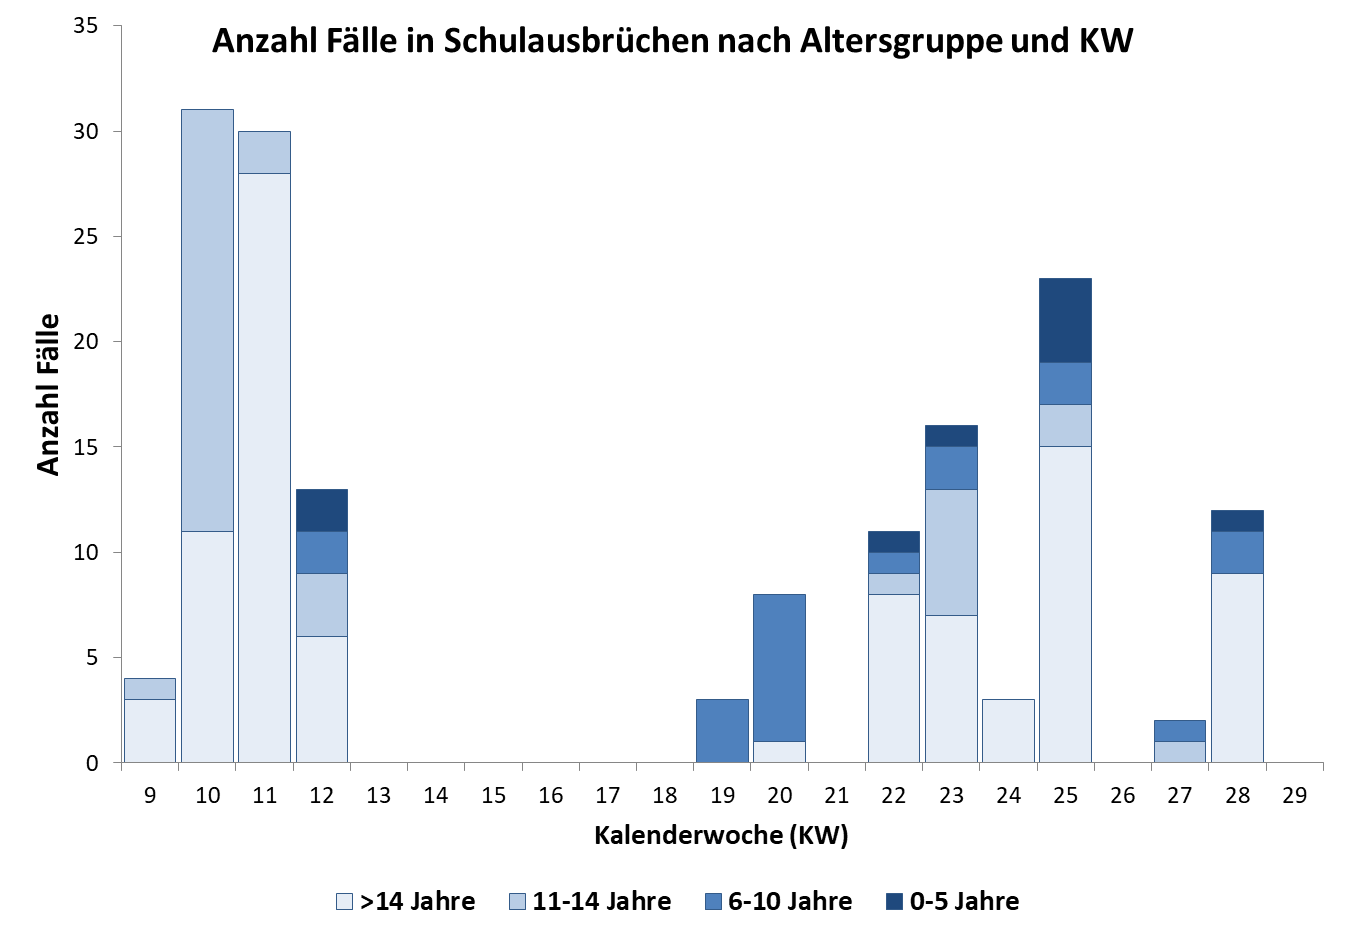 Anzahl Fälle in Schulausbrüchen nach Altersgruppe und KW
Anzahl Fälle
35
30
25
20
15
10
5
0
9 10 11 12 13 14 15 16 17 18 19 20 21 22 23 24 25 26 27 28 29
Kalenderwoche (KW)
>14 Jahre 11-14 Jahre 6-10 Jahre 0-5 Jahre